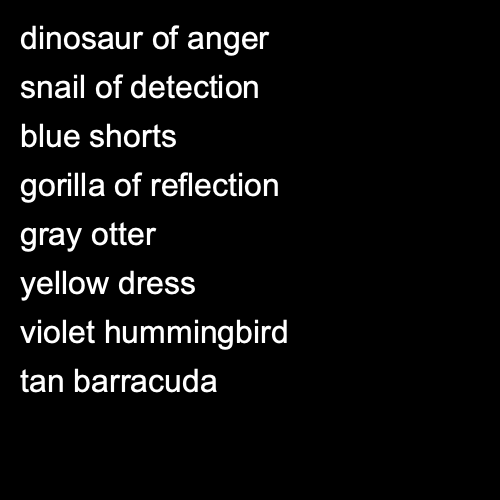 dinosaur of anger
snail of detection
blue shorts
gorilla of reflection
gray otter
yellow dress
violet hummingbird
tan barracuda